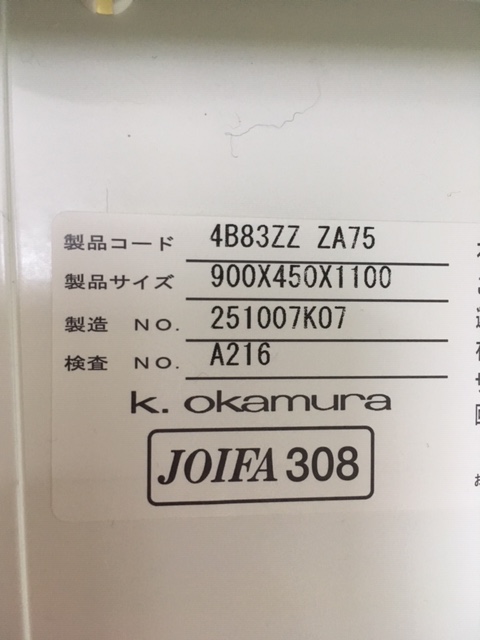 製品コード 4B83ZZ ZA75
製品サイズ 900X450X1100
製造 NO. 251007K07
検査 NO. A216
k. okamura
JOIFA 308